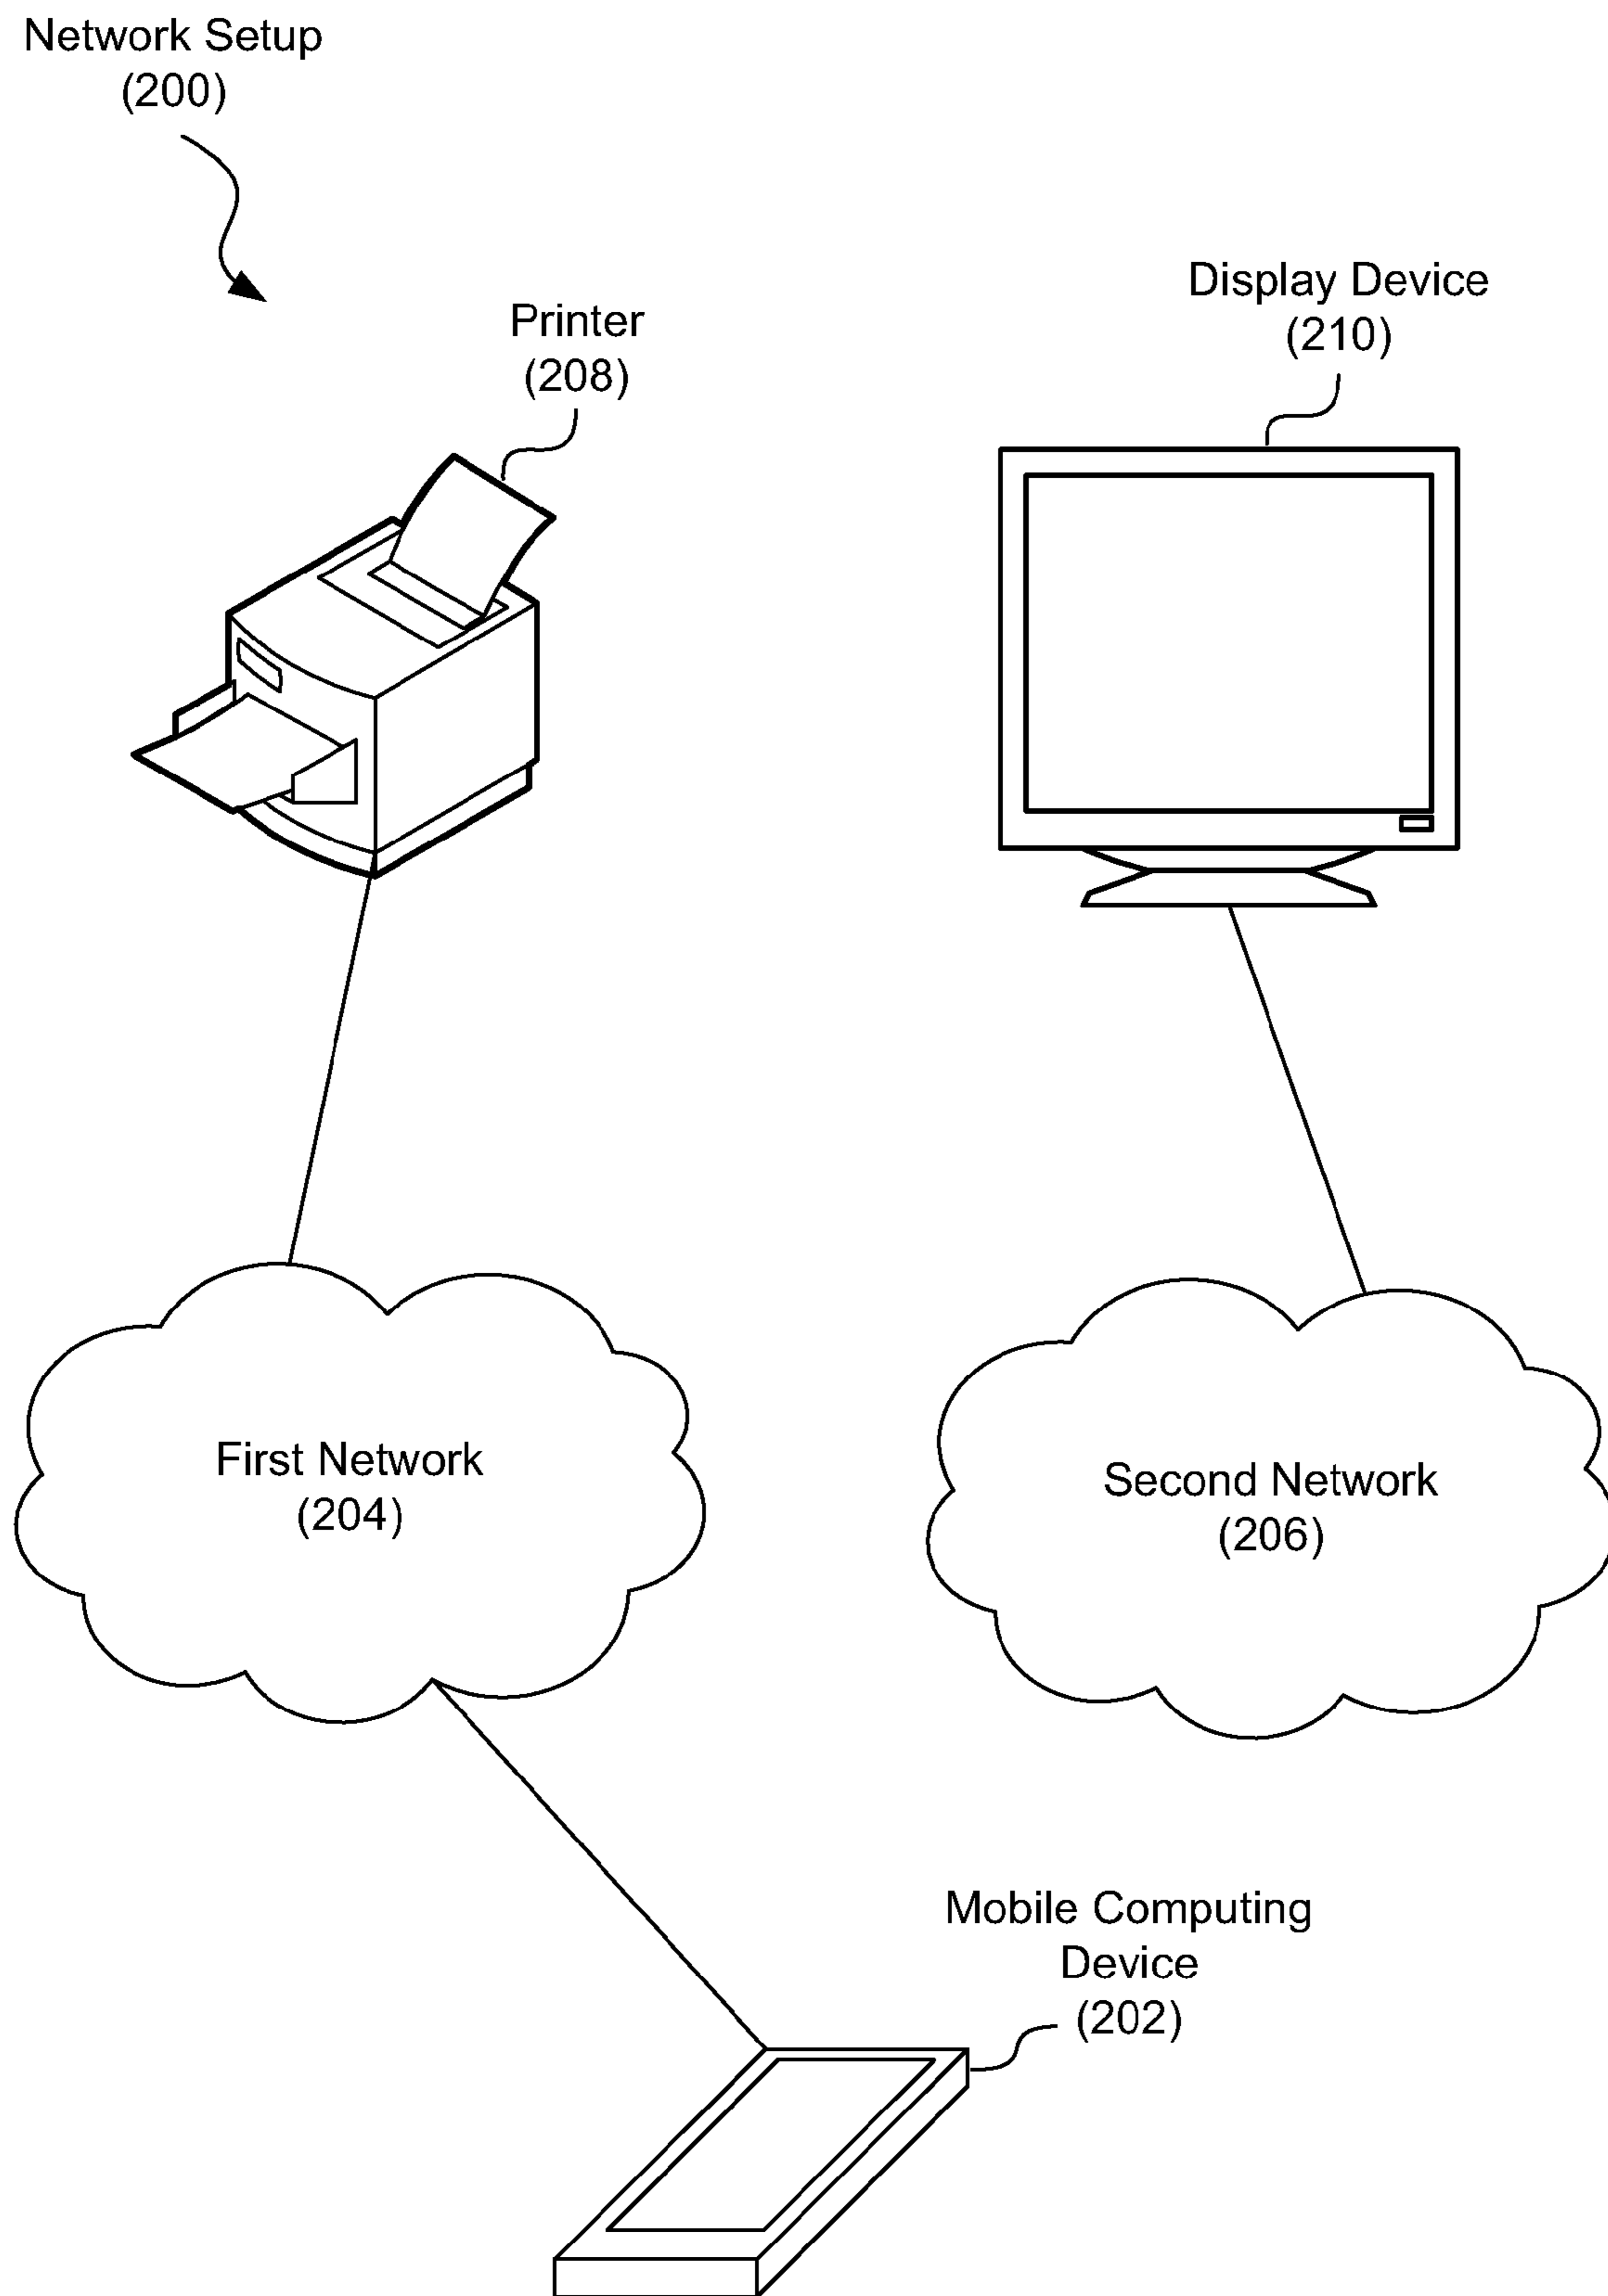 Network Setup
(200)
Display Device
(210)
Printer
(208)
First Network
(204)
Second Network
(206)
Mobile Computing
Device
(202)